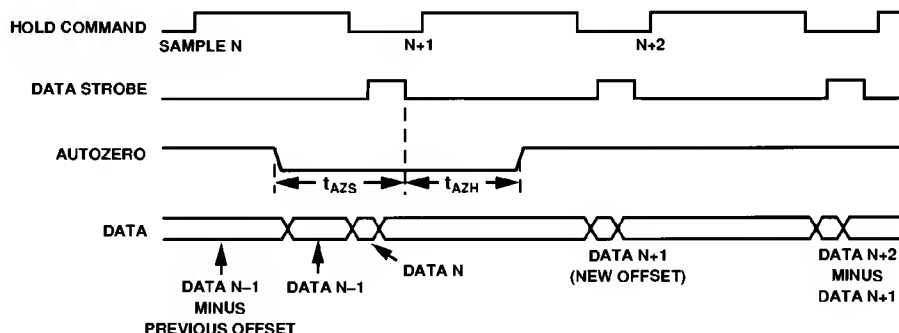 HOLD COMMAND
SAMPLE N
N+1
N+2
DATA STROBE
AUTOZERO
tAZS
tAZH
DATA
DATA N–1
MINUS
PREVIOUS OFFSET
DATA N–1
DATA N
DATA N+1
(NEW OFFSET)
DATA N+2
MINUS
DATA N+1